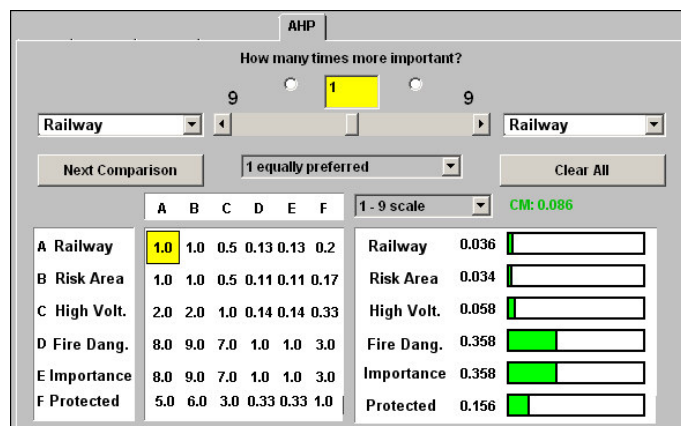 AHP
How many times more important?
9 1 9
Railway Railway
Next Comparison 1 equally preferred Clear All
A B C D E F 1 - 9 scale CM: 0.086
A Railway 1.0 1.0 0.5 0.13 0.13 0.2 Railway 0.036
B Risk Area 1.0 1.0 0.5 0.11 0.11 0.17 Risk Area 0.034
C High Volt. 2.0 2.0 1.0 0.14 0.14 0.33 High Volt. 0.058
D Fire Dang. 8.0 9.0 7.0 1.0 1.0 3.0 Fire Dang. 0.358
E Importance 8.0 9.0 7.0 1.0 1.0 3.0 Importance 0.358
F Protected 5.0 6.0 3.0 0.33 0.33 1.0 Protected 0.156